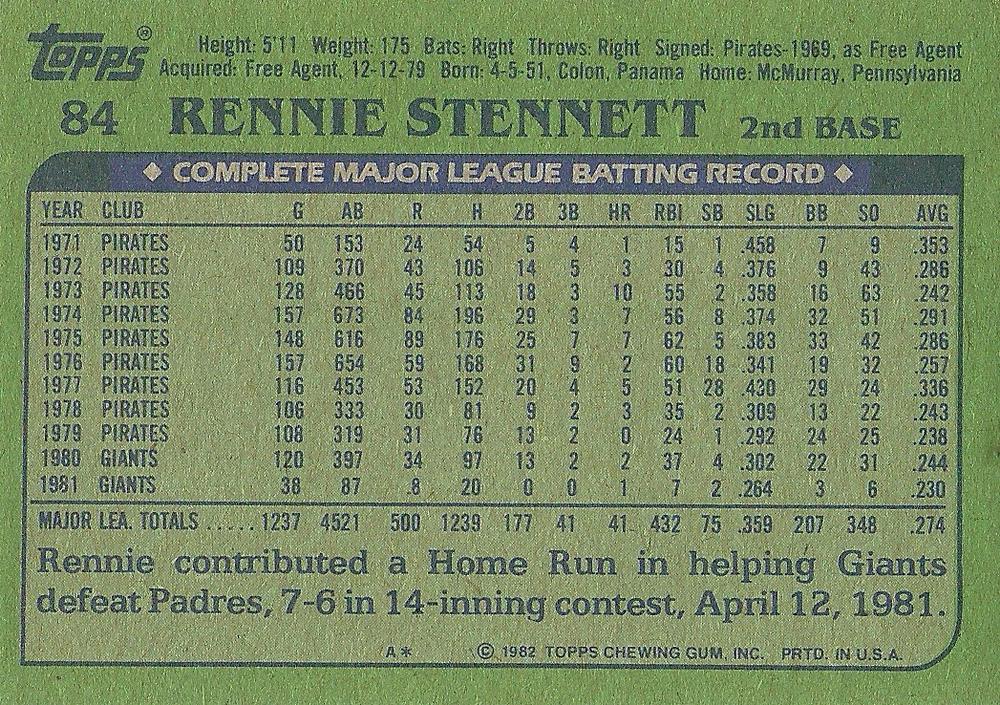 topps® Height: 5'11 Weight: 175 Bats: Right Throws: Right Signed: Pirates-1969, as Free Agent
Acquired: Free Agent, 12-12-79 Born: 4-5-51, Colon, Panama Home: McMurray, Pennsylvania
84 RENNIE STENNETT 2nd BASE
◆ COMPLETE MAJOR LEAGUE BATTING RECORD ◆
YEAR CLUB G AB R H 2B 3B HR RBI SB SLG BB SO AVG
1971 PIRATES 50 153 24 54 5 4 1 15 1 .458 7 9 .353
1972 PIRATES 109 370 43 106 14 5 3 30 4 .376 9 43 .286
1973 PIRATES 128 466 45 113 18 3 10 55 2 .358 16 63 .242
1974 PIRATES 157 673 84 196 29 3 7 56 8 .374 32 51 .291
1975 PIRATES 148 616 89 176 25 7 7 62 5 .383 33 42 .286
1976 PIRATES 157 654 59 168 31 9 2 60 18 .341 19 32 .257
1977 PIRATES 116 453 53 152 20 4 5 51 28 .430 29 24 .336
1978 PIRATES 106 333 30 81 9 2 3 35 2 .309 13 22 .243
1979 PIRATES 108 319 31 76 13 2 0 24 1 .292 24 25 .238
1980 GIANTS 120 397 34 97 13 2 2 37 4 .302 22 31 .244
1981 GIANTS 38 87 8 20 0 0 1 7 2 .264 3 6 .230
MAJOR LEA. TOTALS ..... 1237 4521 500 1239 177 41 41 432 75 .359 207 348 .274
Rennie contributed a Home Run in helping Giants
defeat Padres, 7-6 in 14-inning contest, April 12, 1981.
A* © 1982 TOPPS CHEWING GUM, INC. PRTD. IN U.S.A.